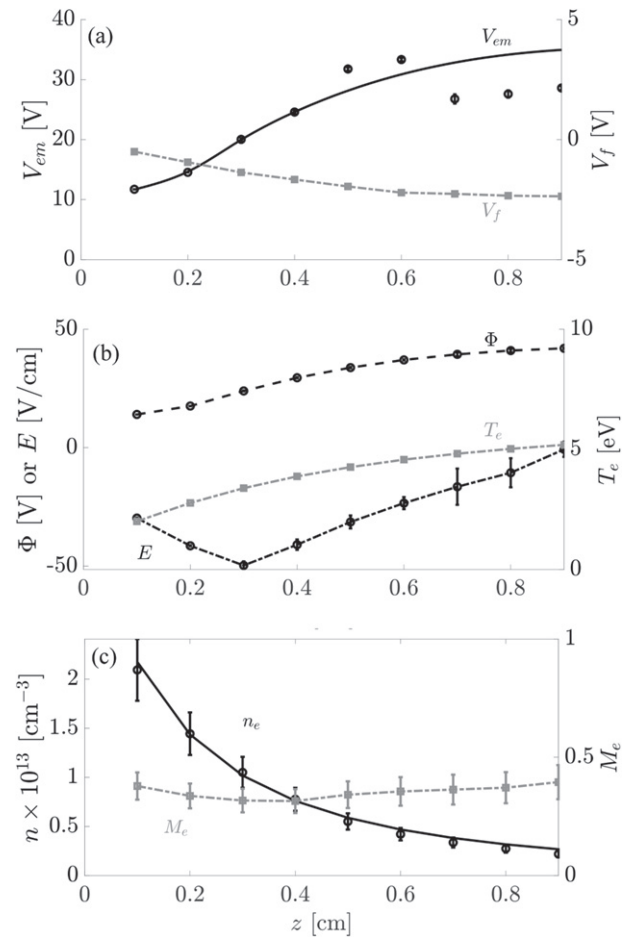 (a)
40
30
20
10
0
V_em [V]
V_em
V_f
5
0
-5
V_f [V]
0 0.2 0.4 0.6 0.8
(b)
50
0
-50
Φ [V] or E [V/cm]
Φ
T_e
E
10
5
0
T_e [eV]
0 0.2 0.4 0.6 0.8
(c)
2
1.5
1
0.5
0
n × 10^13 [cm^−3]
n_e
M_e
1
0.5
0
M_e
0 0.2 0.4 0.6 0.8
z [cm]